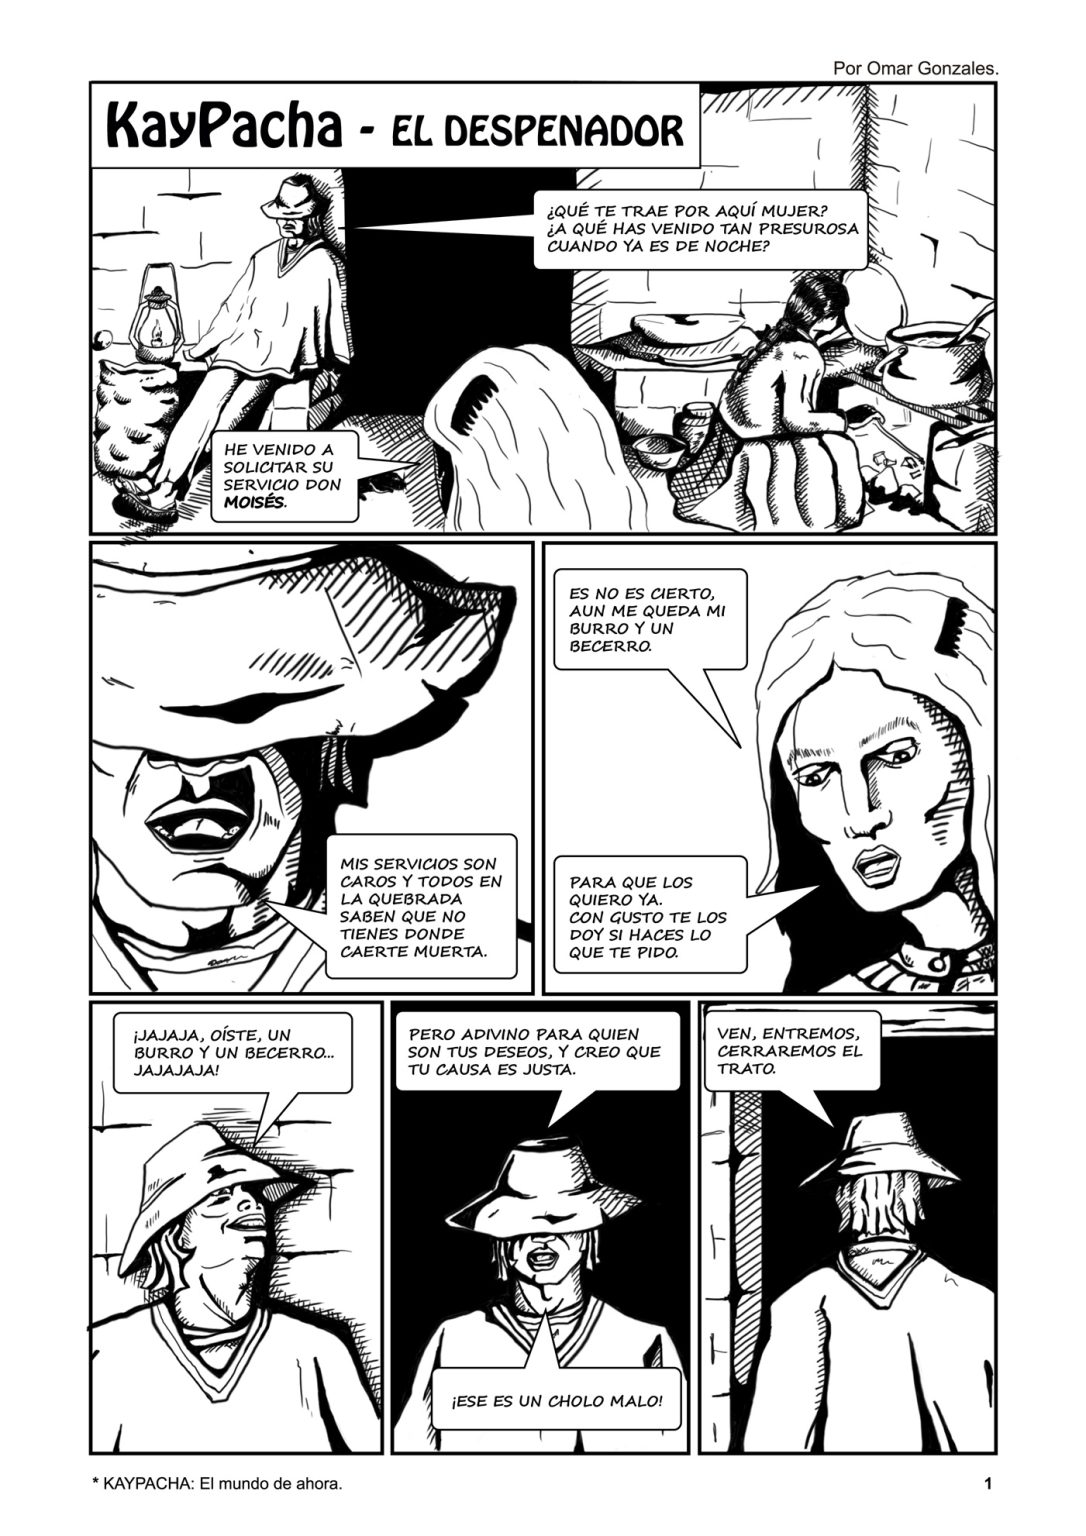 Por Omar Gonzales.
KayPacha - EL DESPENADOR
¿QUÉ TE TRAE POR AQUÍ MUJER?
¿A QUÉ HAS VENIDO TAN PRESUROSA
CUANDO YA ES DE NOCHE?
HE VENIDO A
SOLICITAR SU
SERVICIO DON
MOISÉS.
MIS SERVICIOS SON
CAROS Y TODOS EN
LA QUEBRADA
SABEN QUE NO
TIENES DONDE
CAERTE MUERTA.
ES NO ES CIERTO,
AUN ME QUEDA MI
BURRO Y UN
BECERRO.
PARA QUE LOS
QUIERO YA.
CON GUSTO TE LOS
DOY SI HACES LO
QUE TE PIDO.
¡JAJAJA, OÍSTE, UN
BURRO Y UN BECERRO...
JAJAJAJA!
PERO ADIVINO PARA QUIEN
SON TUS DESEOS, Y CREO QUE
TU CAUSA ES JUSTA.
¡ESE ES UN CHOLO MALO!
VEN, ENTREMOS,
CERRAREMOS EL
TRATO.
* KAYPACHA: El mundo de ahora.
1